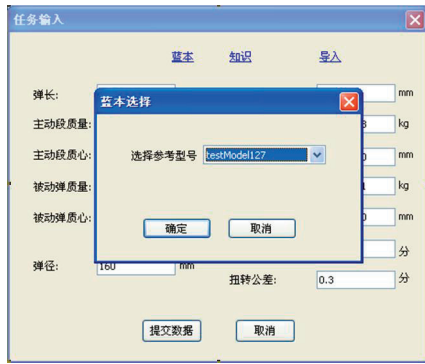 任务输入
蓝本 知识 导入
弹长: mm
蓝本选择
主动段质量: 3 kg
主动段质心: 选择参考型号 testModel127 0 mm
被动弹质量: kg
被动弹质心: 确定 取消 0 mm
分
弹径: 160 mm
扭转公差: 0.3 分
提交数据 取消